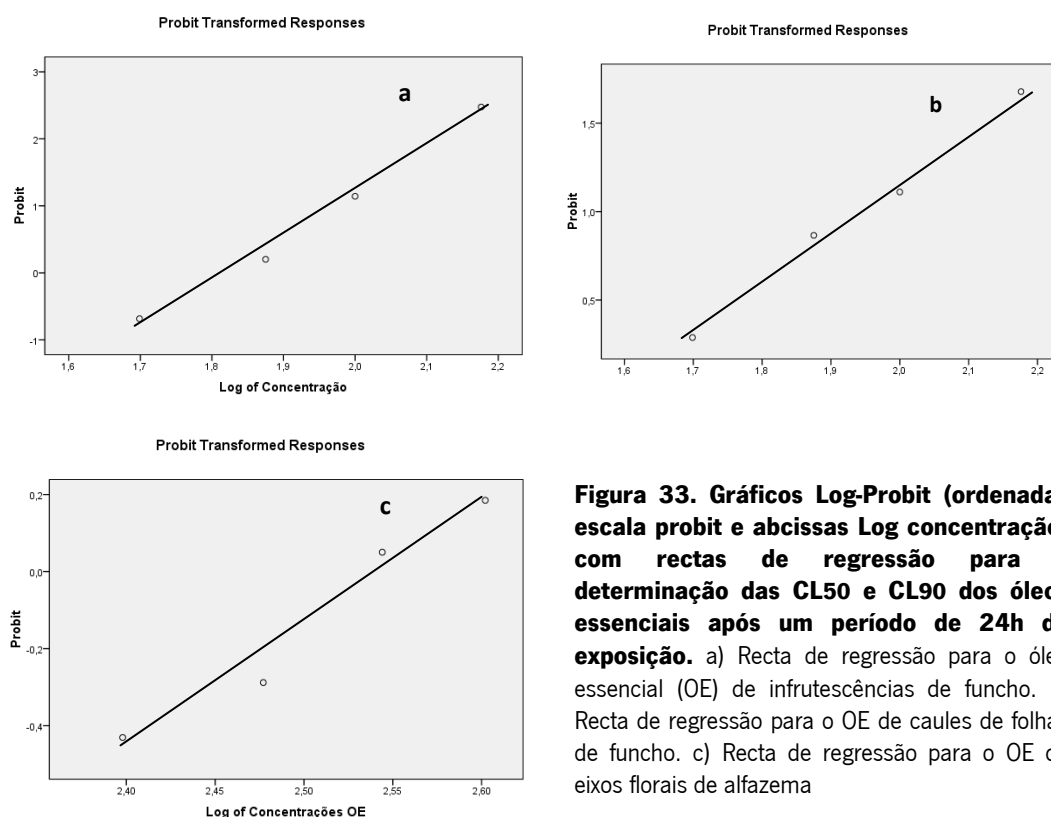 Probit Transformed Responses
a
3
2
1
0
-1
Probit
1,6 1,7 1,8 1,9 2,0 2,1 2,2
Log of Concentração
Probit Transformed Responses
b
1,5
1,0
0,5
Probit
1,6 1,7 1,8 1,9 2,0 2,1 2,2
Probit Transformed Responses
c
0,2
0,0
-0,2
-0,4
Probit
2,40 2,45 2,50 2,55 2,60
Log of Concentrações OE
Figura 33. Gráficos Log-Probit (ordenada
escala probit e abcissas Log concentração
com rectas de regressão para
determinação das CL50 e CL90 dos óleo
essenciais após um período de 24h d
exposição. a) Recta de regressão para o óle
essencial (OE) de infrutescências de funcho.
Recta de regressão para o OE de caules de folha
de funcho. c) Recta de regressão para o OE d
eixos florais de alfazema